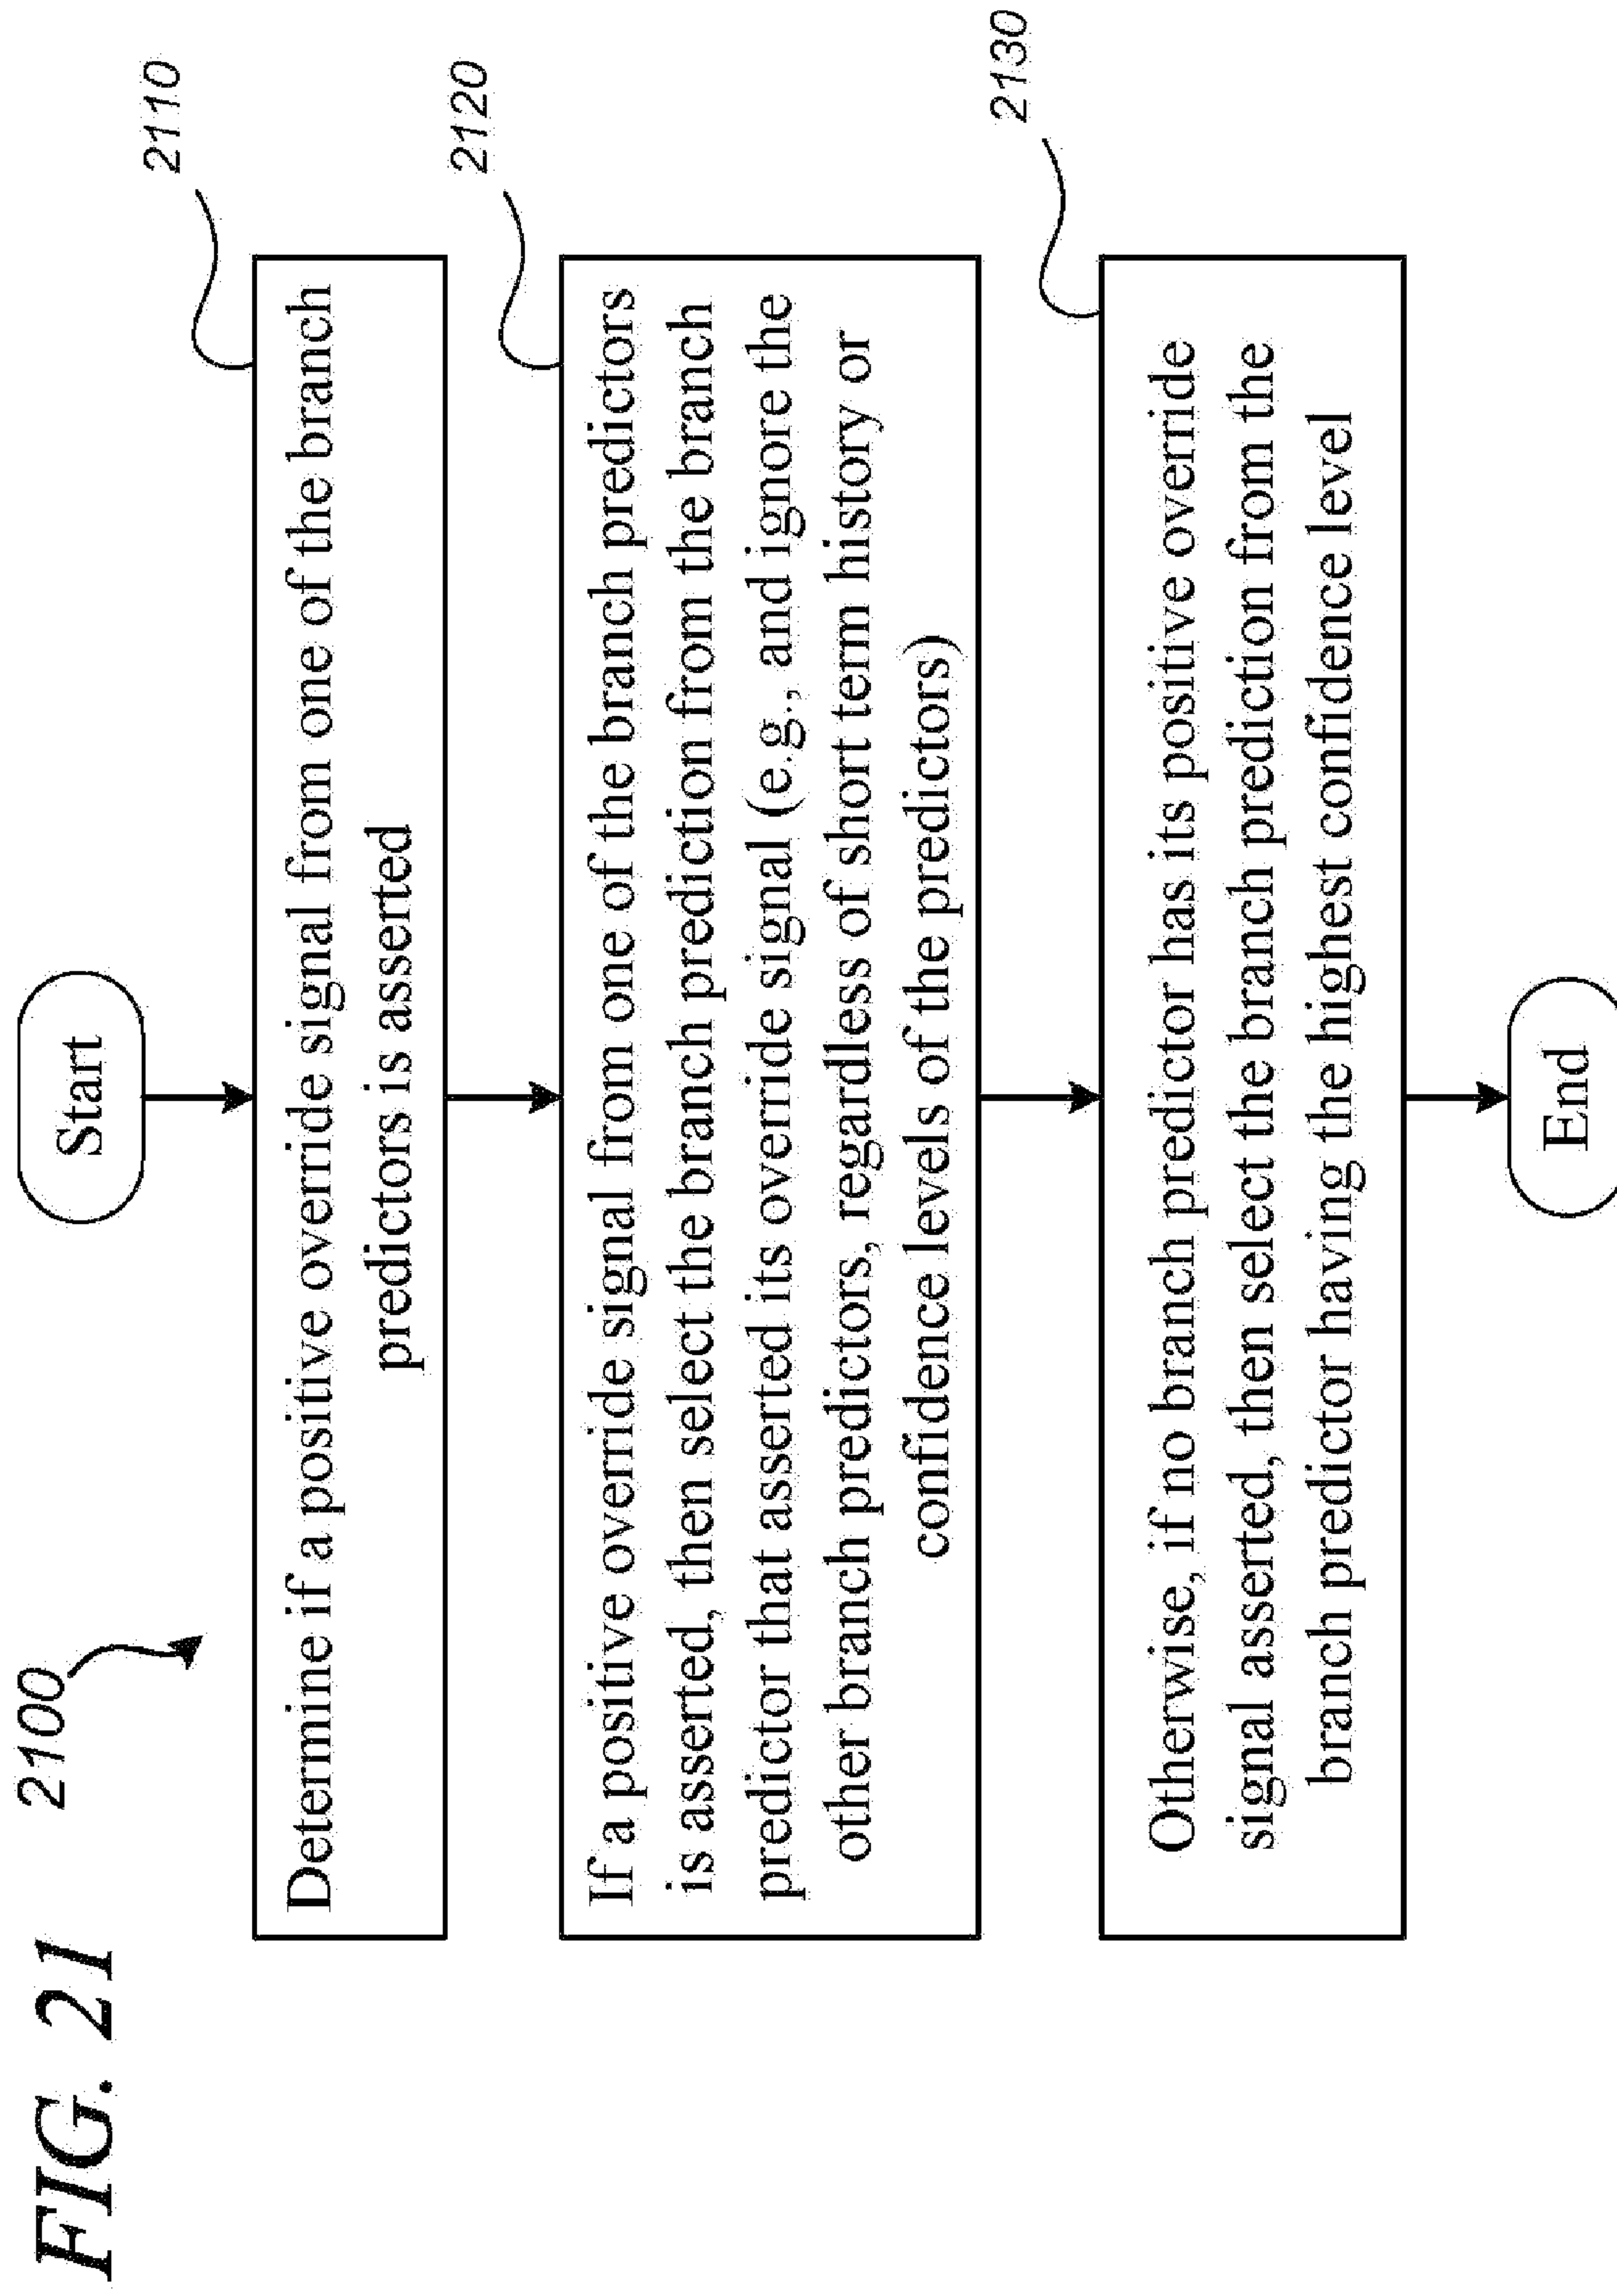 FIG. 21
2100
Start
2110
Determine if a positive override signal from one of the branch
predictors is asserted
2120
If a positive override signal from one of the branch predictors
is asserted, then select the branch prediction from the branch
predictor that asserted its override signal (e.g., and ignore the
other branch predictors, regardless of short term history or
confidence levels of the predictors)
2130
Otherwise, if no branch predictor has its positive override
signal asserted, then select the branch prediction from the
branch predictor having the highest confidence level
End